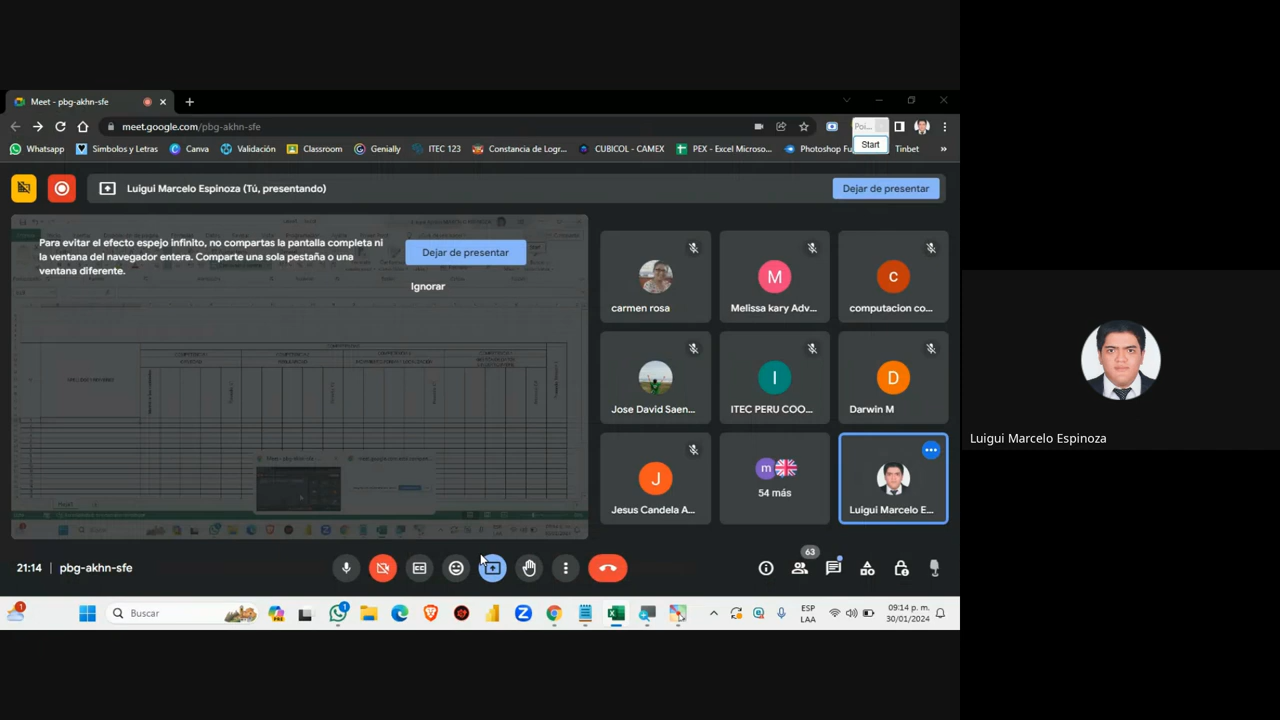 Meet - pbg-akhn-sfe
meet.google.com/pbg-akhn-sfe
Poi...
Start
Whatsapp
Simbolos y Letras
Canva
Validación
Classroom
Genially
ITEC 123
Constancia de Logr...
CUBICOL - CAMEX
PEX - Excel Microso...
Photoshop Fu
Tinbet
»
Luigui Marcelo Espinoza (Tú, presentando)
Dejar de presentar
Para evitar el efecto espejo infinito, no compartas la pantalla completa ni
la ventana del navegador entera. Comparte una sola pestaña o una
ventana diferente.
Dejar de presentar
Ignorar
carmen rosa
M
Melissa kary Adv...
c
computacion co...
Jose David Saen...
I
ITEC PERU COO...
D
Darwin M
J
Jesus Candela A...
m
54 más
Luigui Marcelo E...
Luigui Marcelo Espinoza
21:14 | pbg-akhn-sfe
63
1
Buscar
1
ESP
LAA
09:14 p. m.
30/01/2024